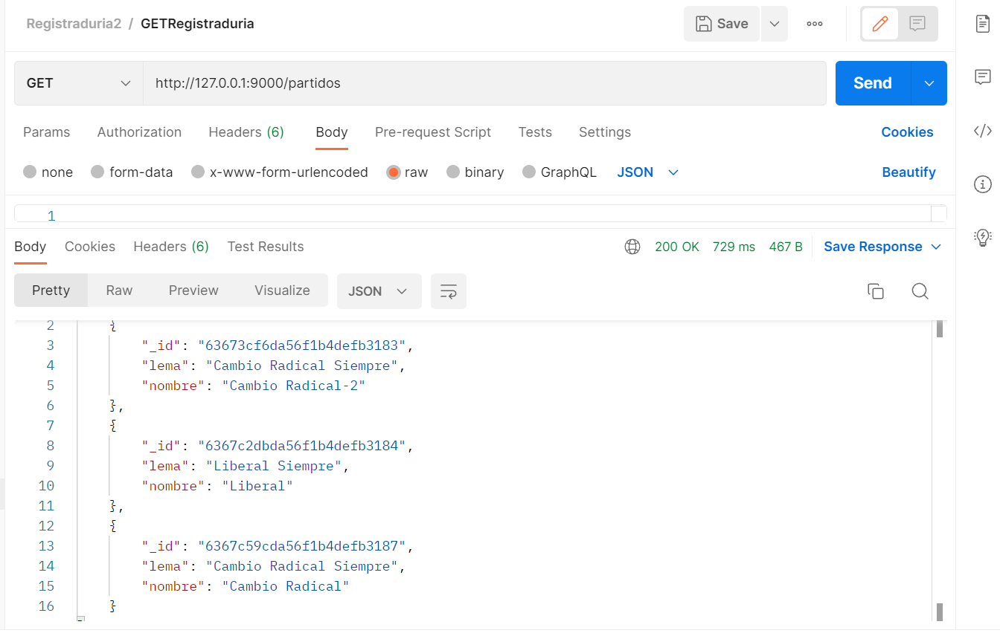 Registraduria2 / GETRegistraduria Save
GET http://127.0.0.1:9000/partidos Send
Params Authorization Headers (6) Body Pre-request Script Tests Settings Cookies
none form-data x-www-form-urlencoded raw binary GraphQL JSON Beautify
1
Body Cookies Headers (6) Test Results 200 OK 729 ms 467 B Save Response
Pretty Raw Preview Visualize JSON
2 {
3 "_id": "63673cf6da56f1b4defb3183",
4 "lema": "Cambio Radical Siempre",
5 "nombre": "Cambio Radical-2"
6 },
7 {
8 "_id": "6367c2dbda56f1b4defb3184",
9 "lema": "Liberal Siempre",
10 "nombre": "Liberal"
11 },
12 {
13 "_id": "6367c59cda56f1b4defb3187",
14 "lema": "Cambio Radical Siempre",
15 "nombre": "Cambio Radical"
16 }